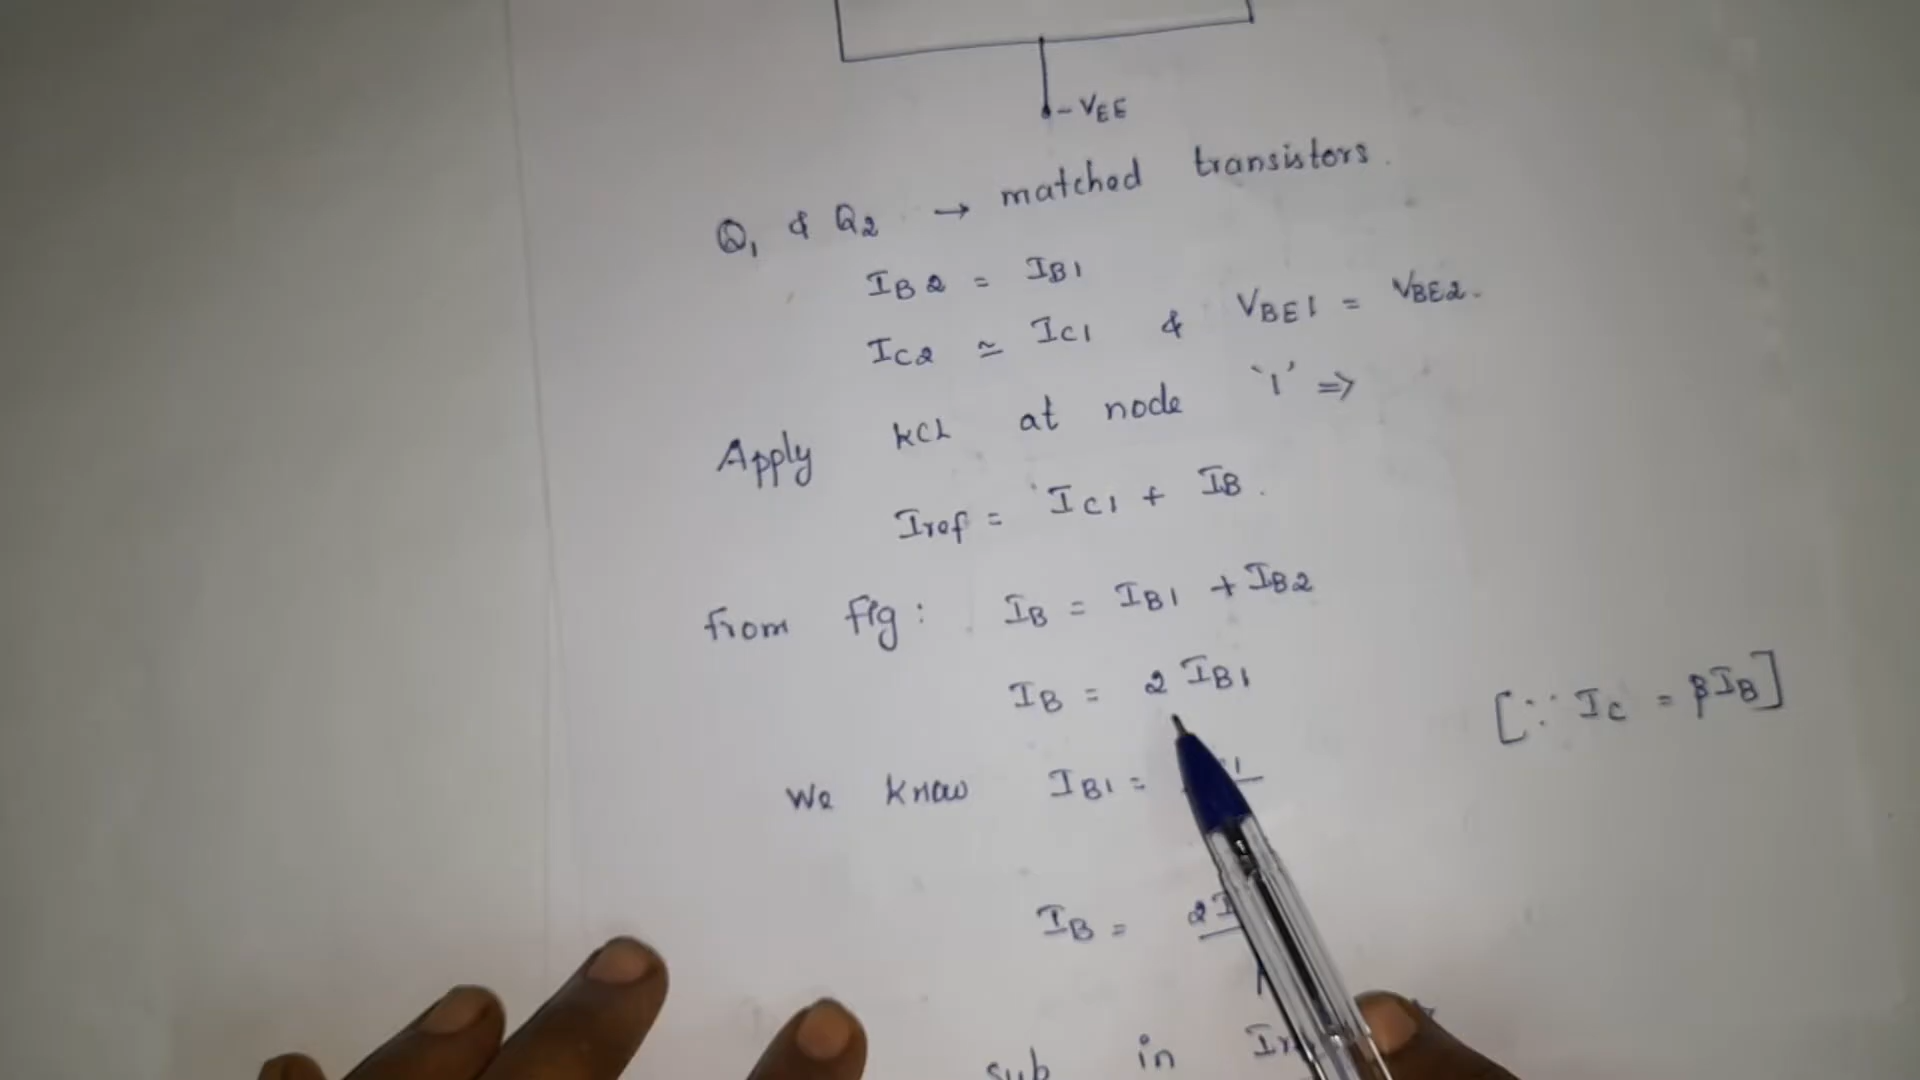 -VEE
Q1 & Q2 → matched transistors.
IB2 = IB1
IC2 ≃ IC1 & VBE1 = VBE2.
Apply KCL at node '1' ⇒
Iref = IC1 + IB.
from fig: IB = IB1 + IB2
IB = 2 IB1
[∵ IC = βIB]
We know IB1 =
IB = 2I
sub in